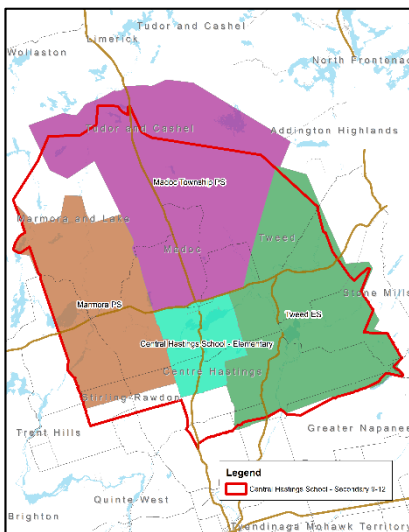 Tudor and Cashel
Limerick
Wollaston
North Frontenac
Tudor and Cashel
Addington Highlands
Madoc Township PS
Marmora and Lake
Madoc
Tweed
Stone Mills
Marmora PS
Tweed ES
Central Hastings School - Elementary
Centre Hastings
Stirling-Rawdon
Trent Hills
Greater Napanee
Legend
Central Hastings School - Secondary 9-12
Quinte West
Brighton
Tyendinaga Mohawk Territory